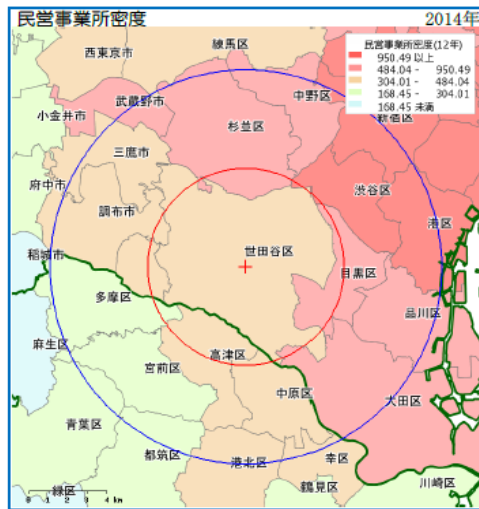 民営事業所密度
2014年
民営事業所密度(12年)
950.49 以上
484.04 - 950.49
304.01 - 484.04
168.45 - 304.01
168.45 未満
西東京市
練馬区
中野区
武蔵野市
小金井市
新宿区
杉並区
三鷹市
府中市
渋谷区
調布市
港区
世田谷区
稲城市
目黒区
多摩区
品川区
麻生区
高津区
宮前区
中原区
大田区
青葉区
都筑区
港北区
幸区
緑区
鶴見区
川崎区
0 1 2 3 4 km